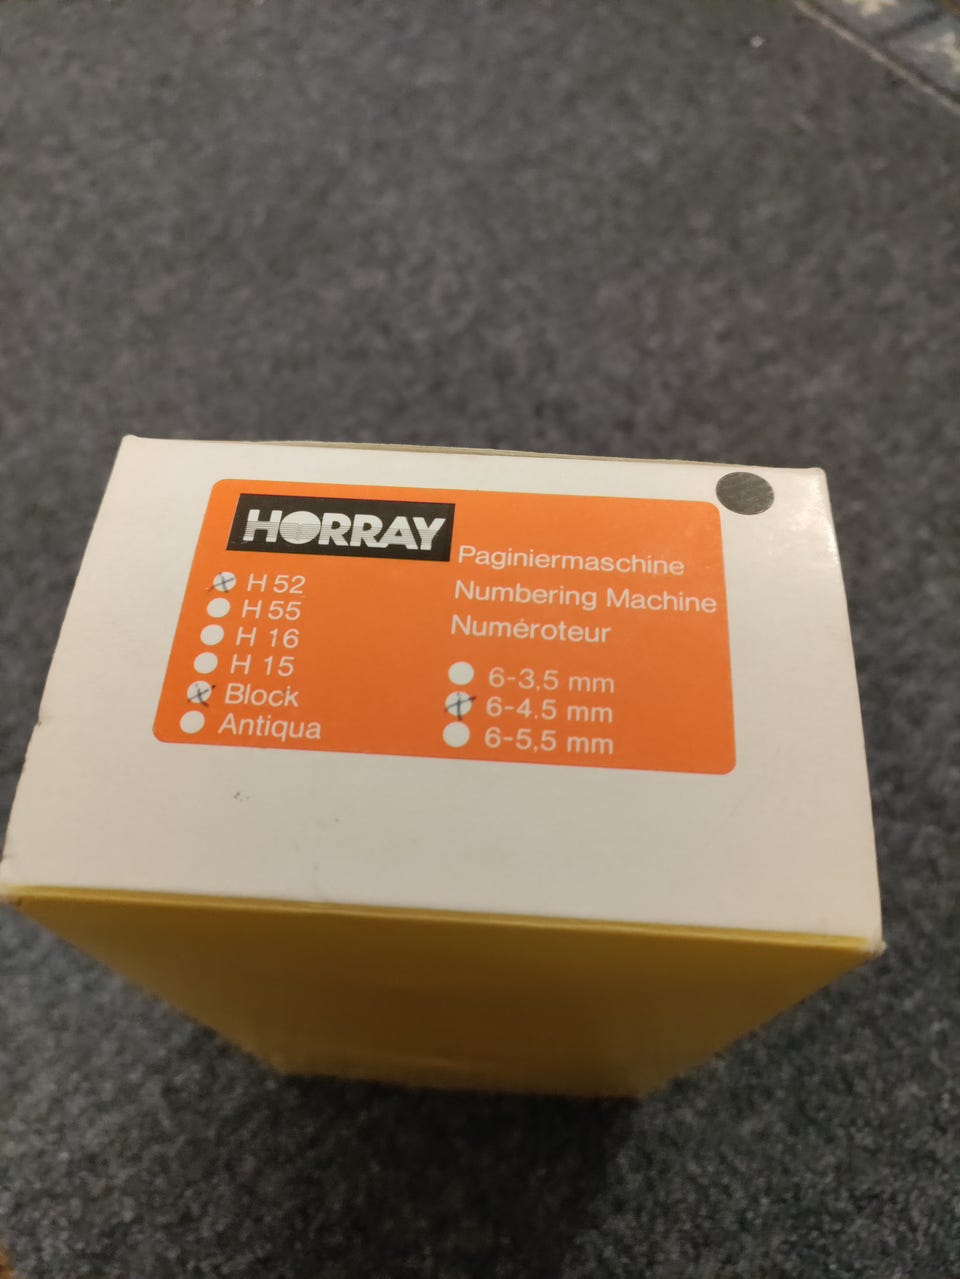 HORRAY
Paginiermaschine
Numbering Machine
Numéroteur
H 52
H 55
H 16
H 15
Block
Antiqua
6-3,5 mm
6-4.5 mm
6-5,5 mm